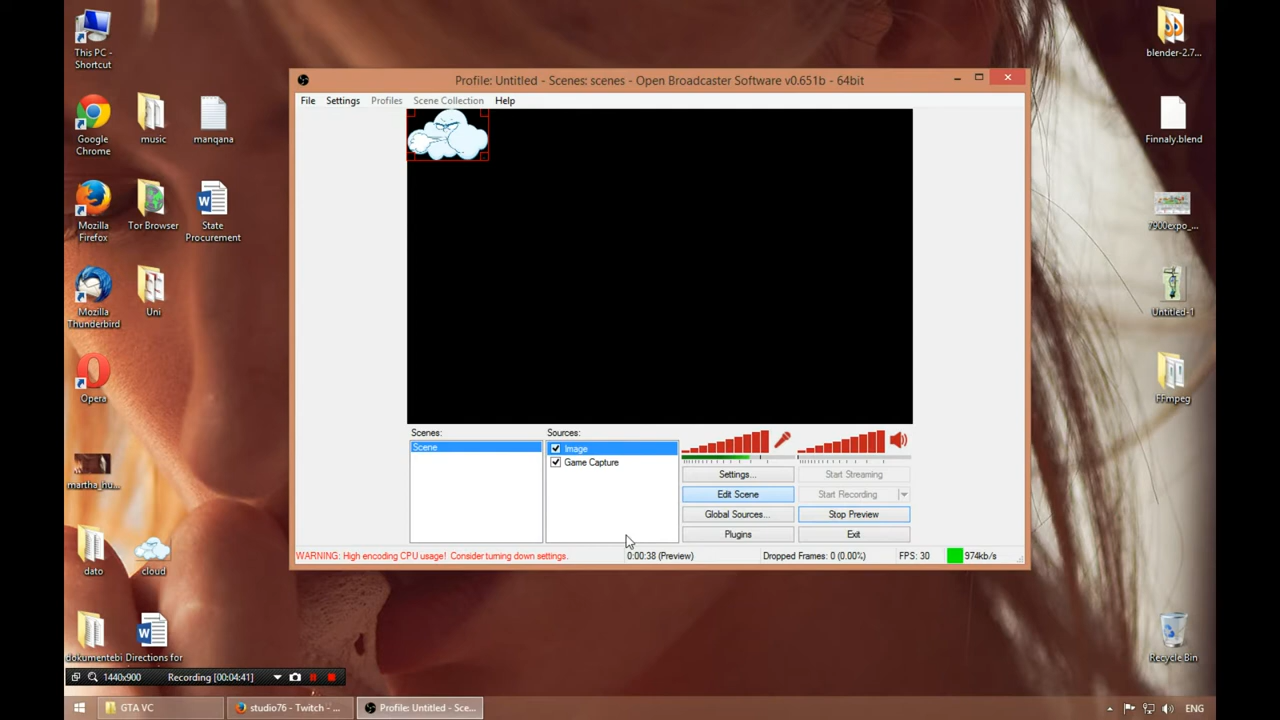 Profile: Untitled - Scenes: scenes - Open Broadcaster Software v0.651b - 64bit
File Settings Profiles Scene Collection Help
This PC -
Shortcut
Google
Chrome
music
manqana
Mozilla
Firefox
Tor Browser
State
Procurement
Mozilla
Thunderbird
Uni
Opera
martha_hu...
dato
cloud
dokumentebi
Directions for
blender-2.7...
Finnaly.blend
7900expo_...
Untitled-1
FFmpeg
Recycle Bin
Scenes:
Scene
Sources:
Image
Game Capture
Settings...
Start Streaming
Edit Scene
Start Recording
Global Sources...
Stop Preview
Plugins
Exit
WARNING: High encoding CPU usage! Consider turning down settings.
0:00:38 (Preview)
Dropped Frames: 0 (0.00%)
FPS: 30
974kb/s
1440x900
Recording [00:04:41]
GTA VC
studio76 - Twitch - ...
Profile: Untitled - Sce...
ENG